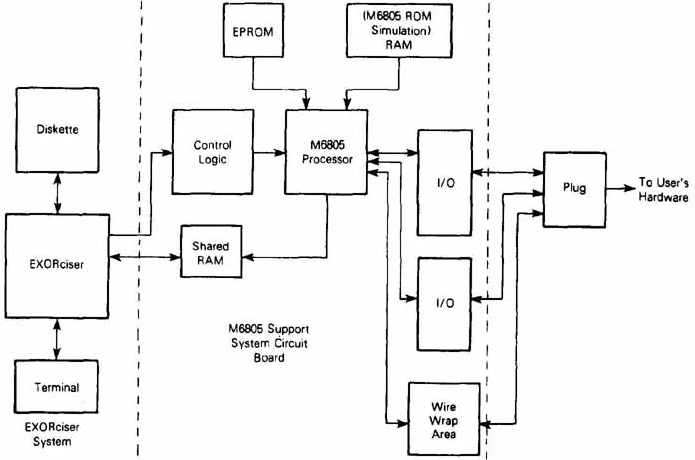 EPROM
(M6805 ROM
Simulation)
RAM
Diskette
Control
Logic
M6805
Processor
I/O
Plug
To User's
Hardware
EXORciser
Shared
RAM
I/O
M6805 Support
System Circuit
Board
Terminal
Wire
Wrap
Area
EXORciser
System